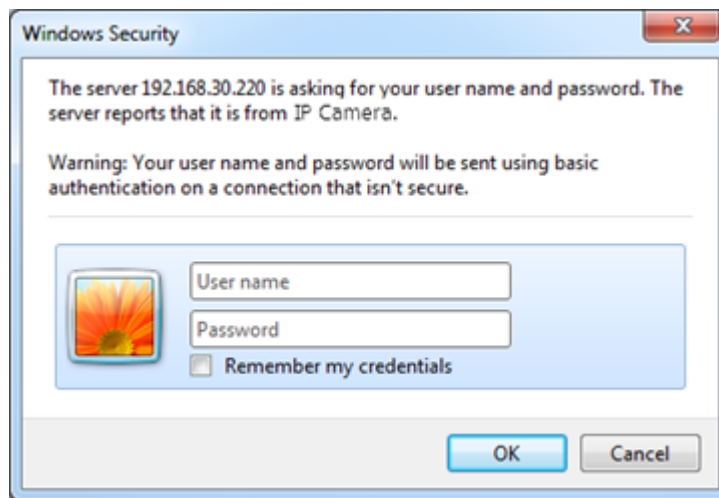 Windows Security
The server 192.168.30.220 is asking for your user name and password. The
server reports that it is from IP Camera.
Warning: Your user name and password will be sent using basic
authentication on a connection that isn't secure.
User name
Password
Remember my credentials
OK
Cancel